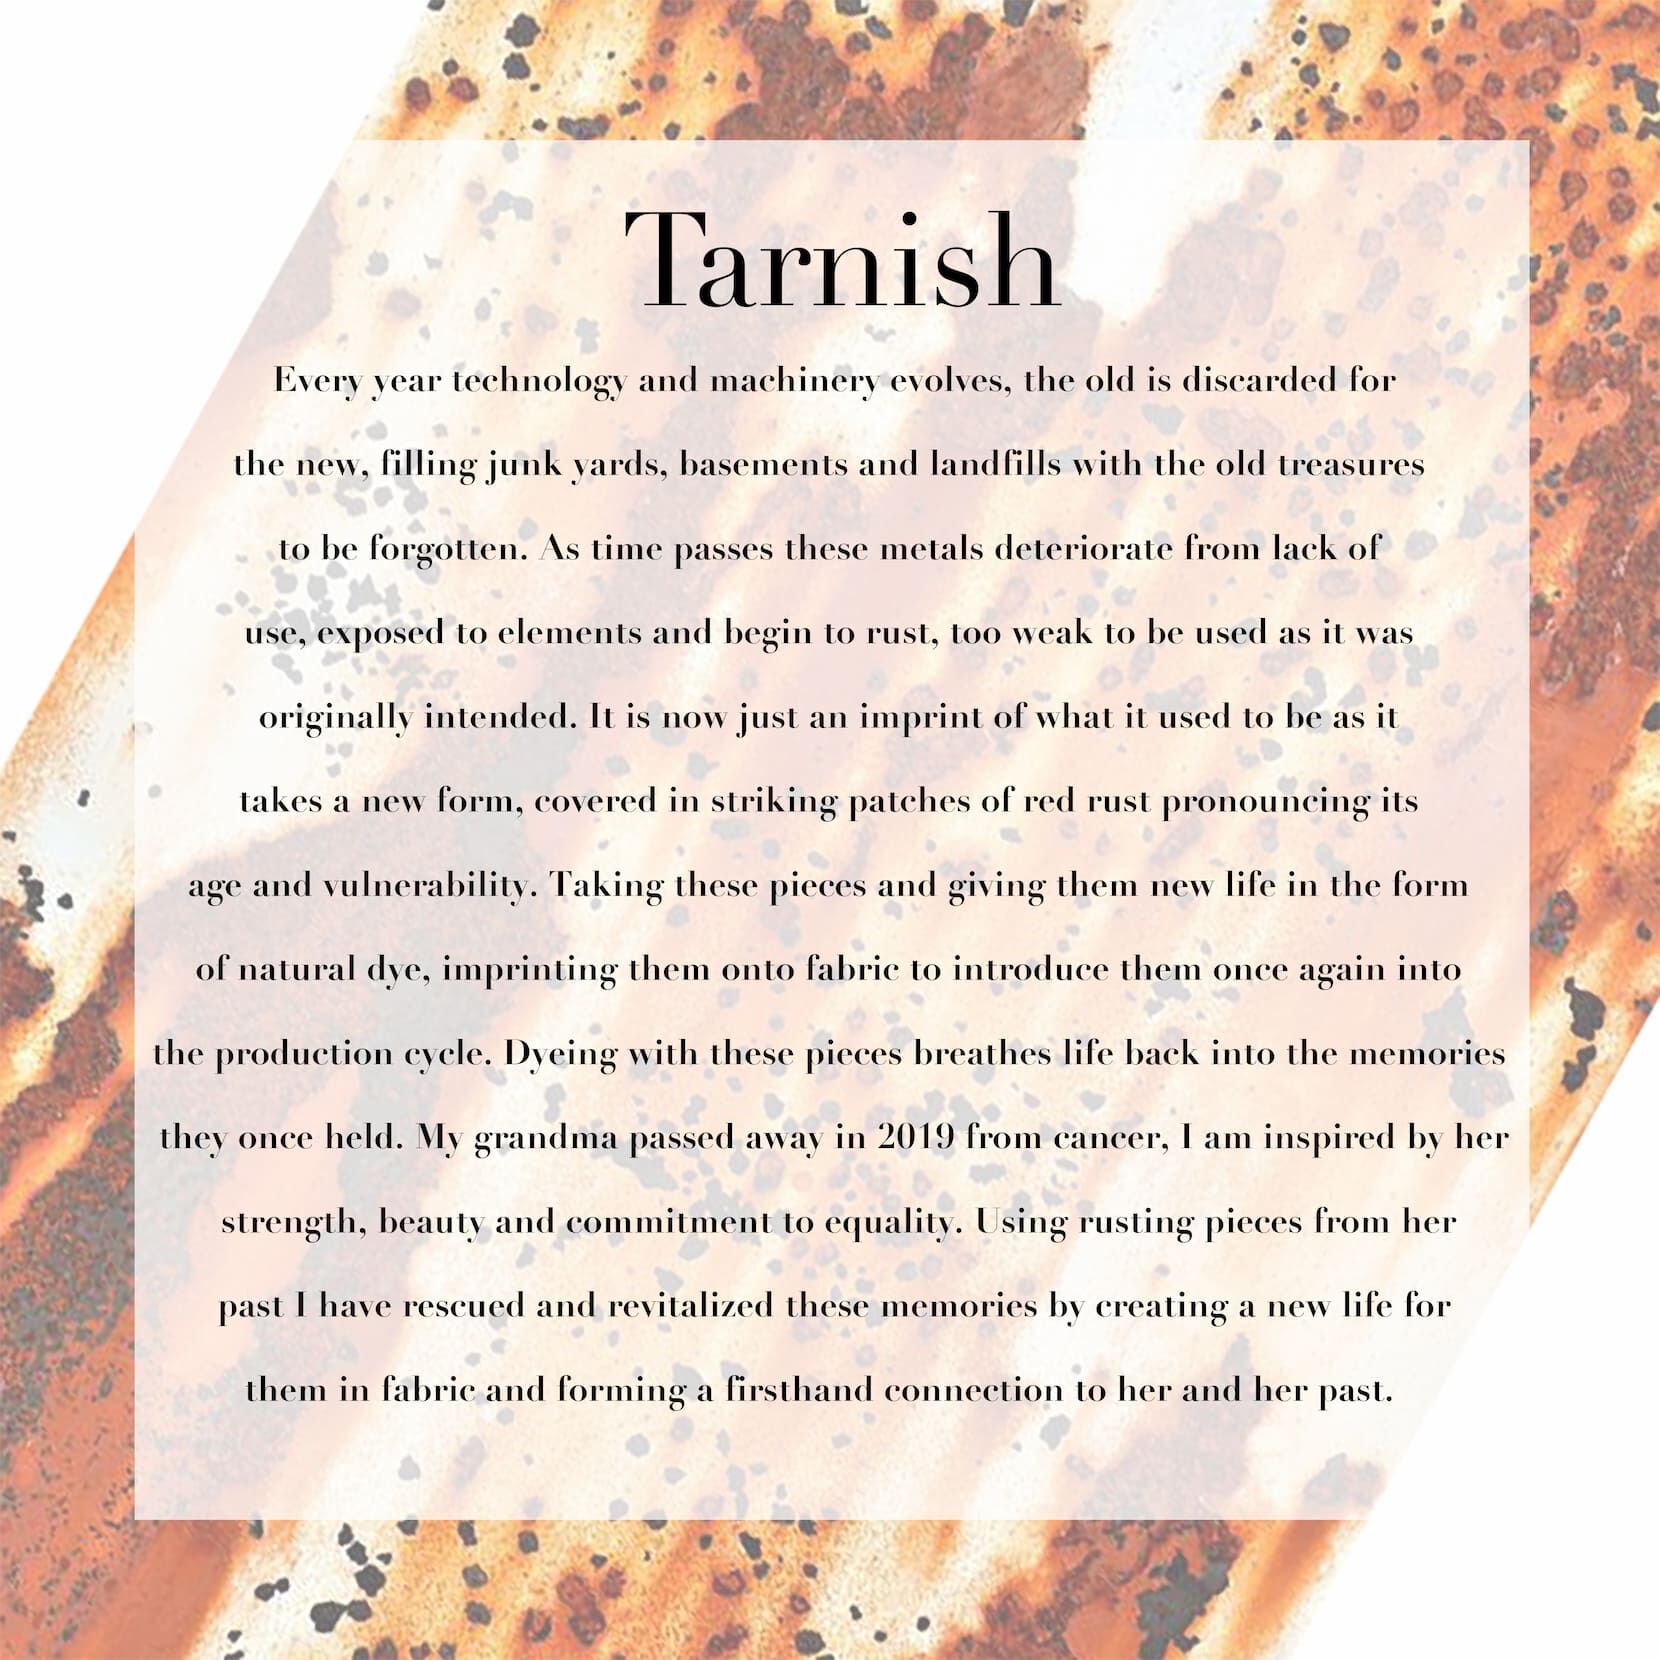 Tarnish
Every year technology and machinery evolves, the old is discarded for
the new, filling junk yards, basements and landfills with the old treasures
to be forgotten. As time passes these metals deteriorate from lack of
use, exposed to elements and begin to rust, too weak to be used as it was
originally intended. It is now just an imprint of what it used to be as it
takes a new form, covered in striking patches of red rust pronouncing its
age and vulnerability. Taking these pieces and giving them new life in the form
of natural dye, imprinting them onto fabric to introduce them once again into
the production cycle. Dyeing with these pieces breathes life back into the memories
they once held. My grandma passed away in 2019 from cancer, I am inspired by her
strength, beauty and commitment to equality. Using rusting pieces from her
past I have rescued and revitalized these memories by creating a new life for
them in fabric and forming a firsthand connection to her and her past.